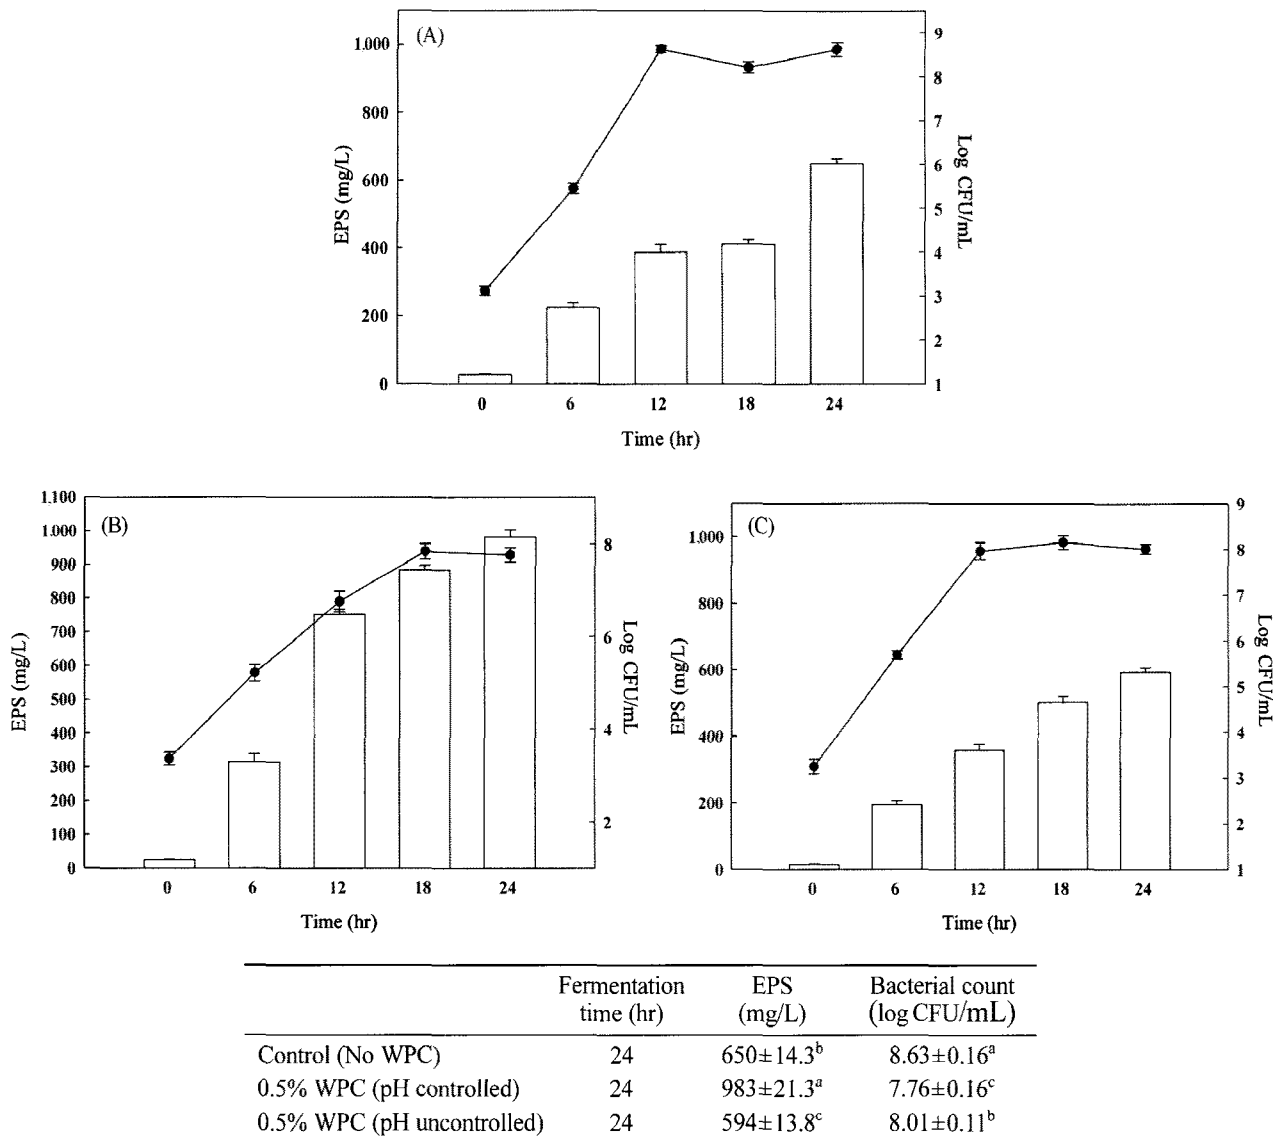 (A)
1.000
800
600
400
200
0
EPS (mg/L)
9
8
7
6
5
4
3
2
1
Log CFU/mL
0 6 12 18 24
Time (hr)
(B)
1.100
1.000
900
800
700
600
500
400
300
200
100
0
EPS (mg/L)
8
6
4
2
Log CFU/mL
0 6 12 18 24
Time (hr)
(C)
1.000
800
600
400
200
0
EPS (mg/L)
9
8
7
6
5
4
3
2
1
Log CFU/mL
0 6 12 18 24
Time (hr)
Fermentation EPS Bacterial count
time (hr) (mg/L) (log CFU/mL)
Control (No WPC) 24 650±14.3ᵇ 8.63±0.16ᵃ
0.5% WPC (pH controlled) 24 983±21.3ᵃ 7.76±0.16ᶜ
0.5% WPC (pH uncontrolled) 24 594±13.8ᶜ 8.01±0.11ᵇ